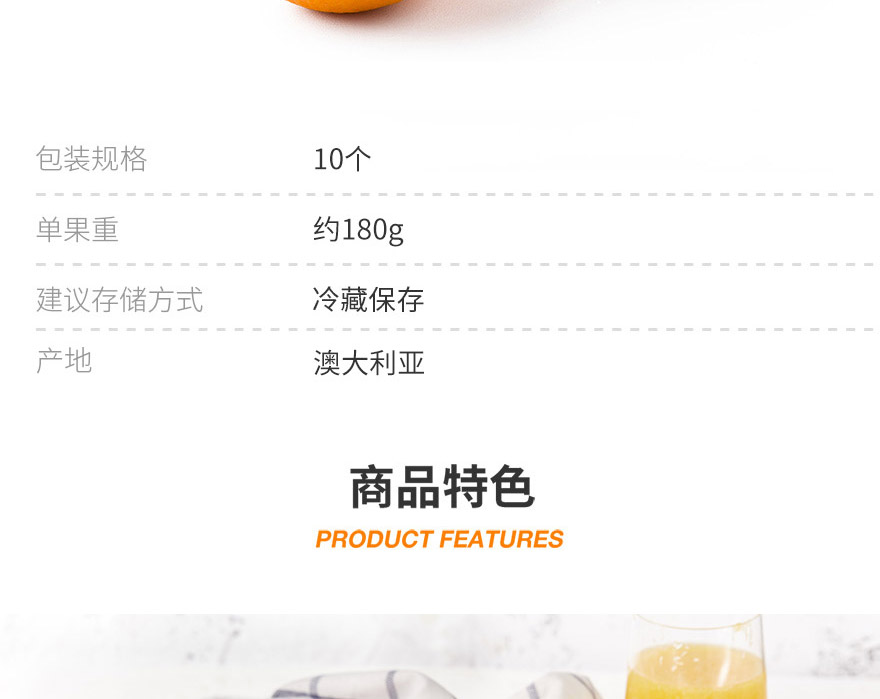 包装规格 10个
单果重 约180g
建议存储方式 冷藏保存
产地 澳大利亚
商品特色
PRODUCT FEATURES